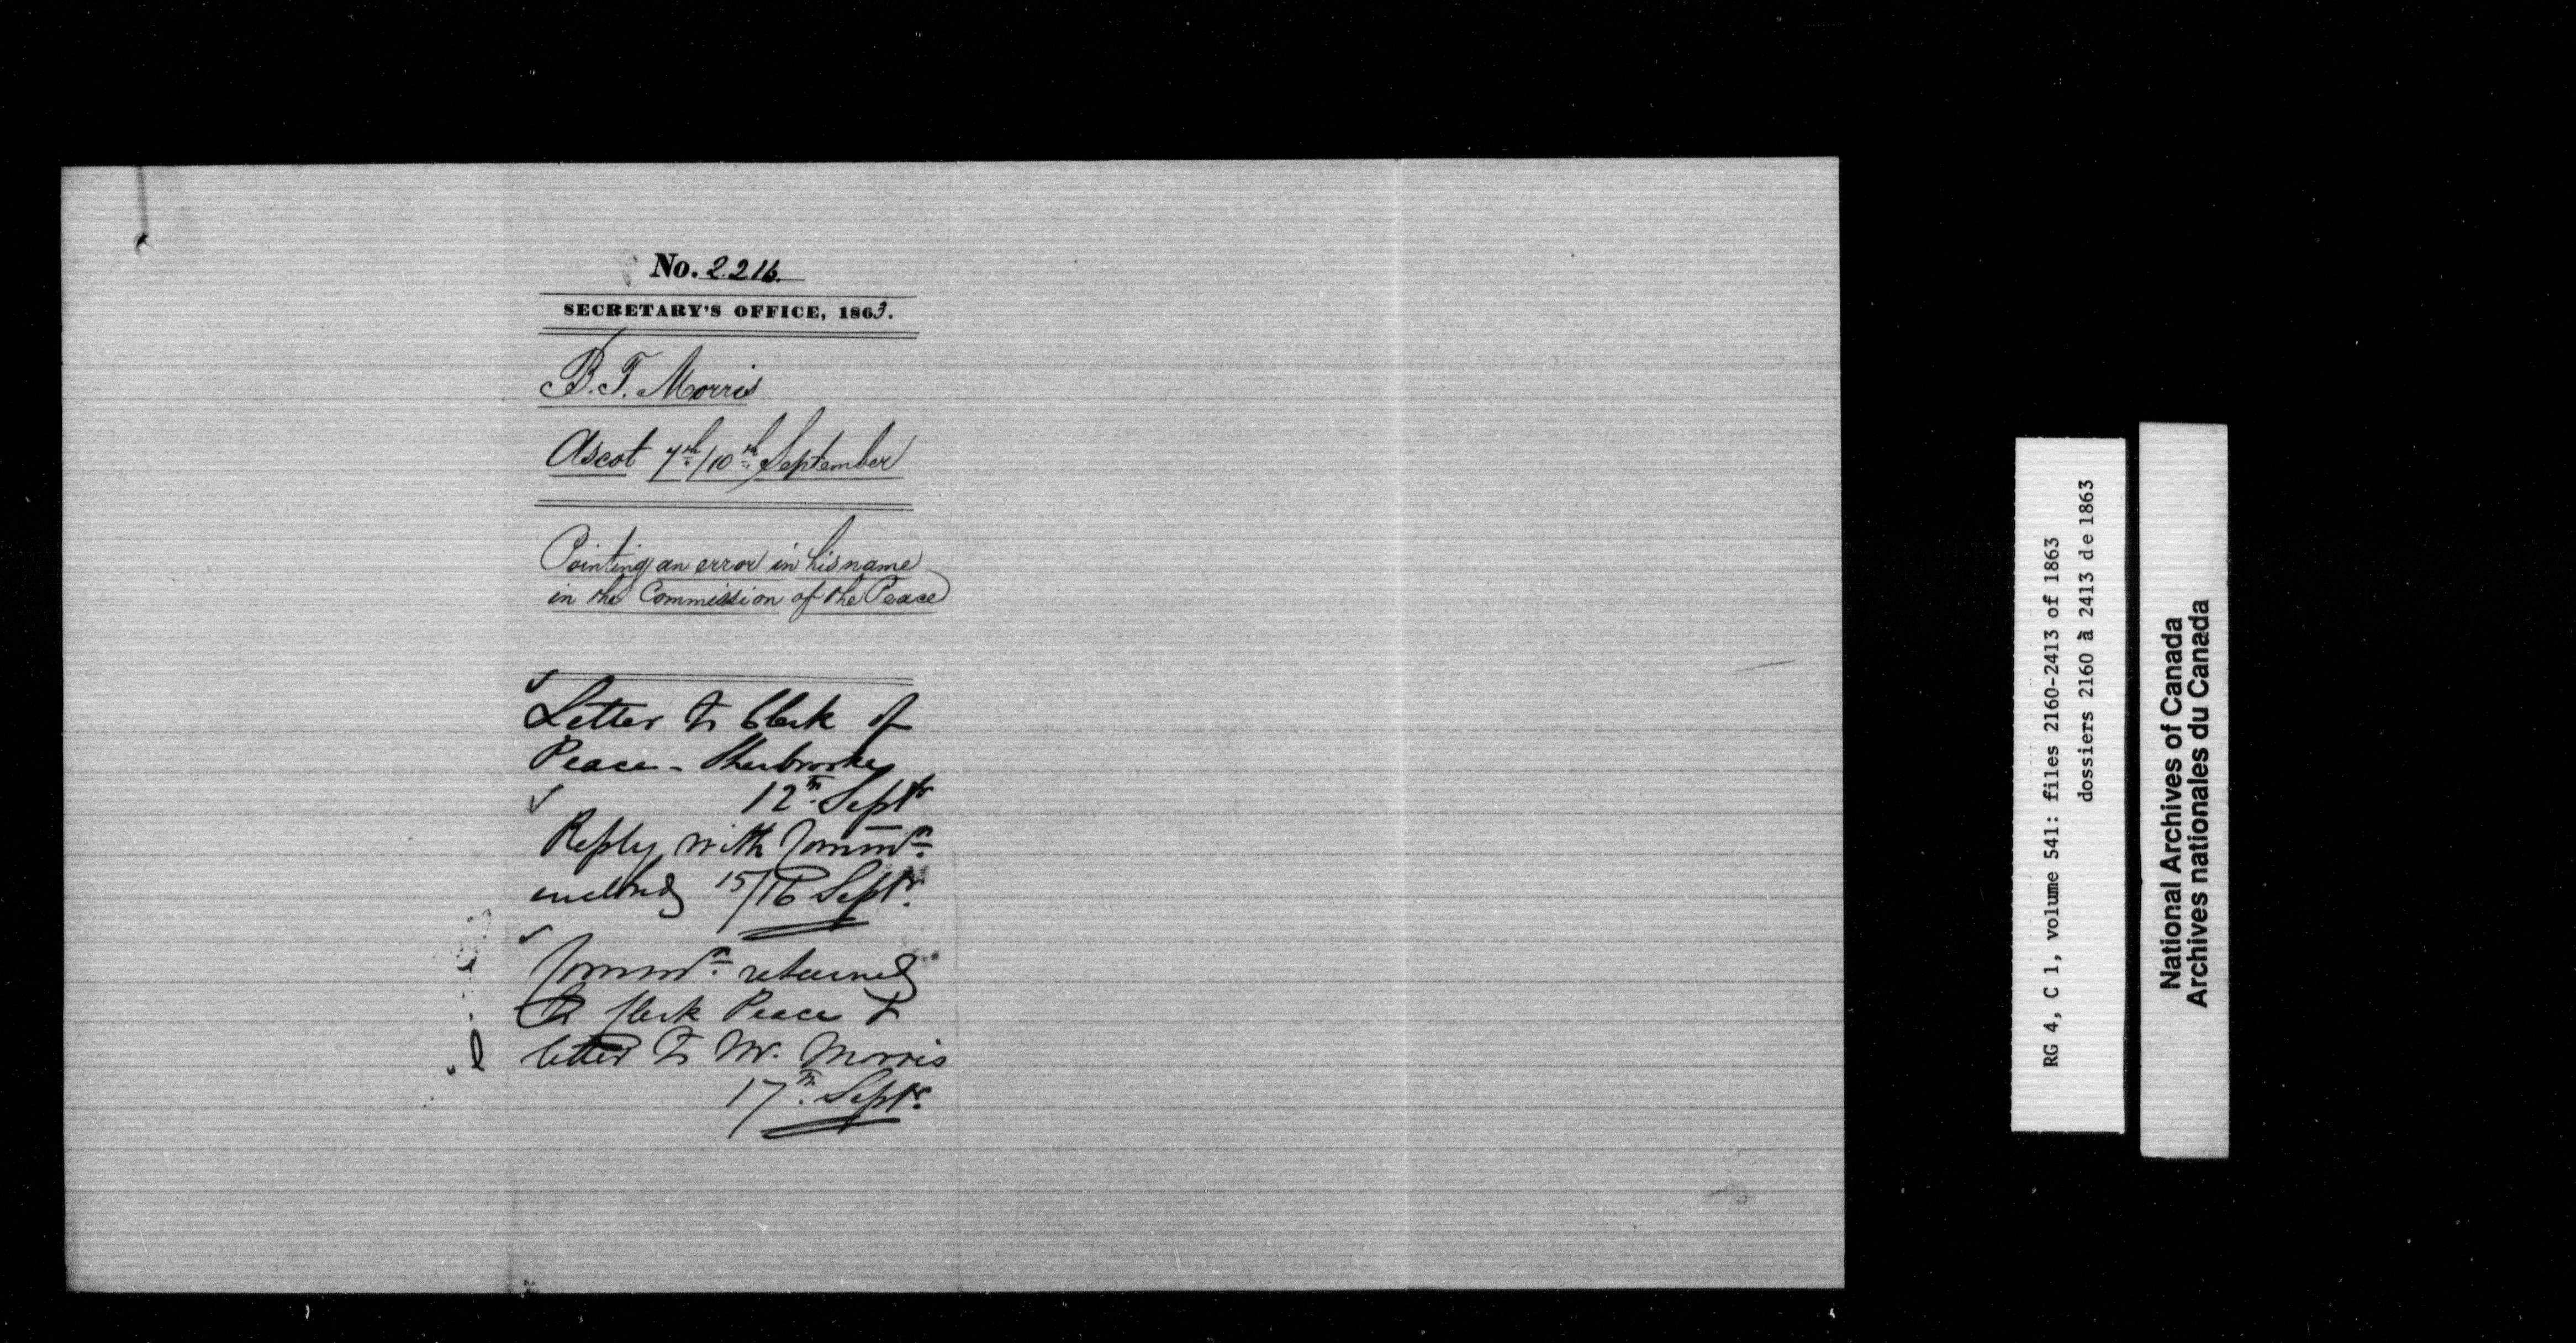 No. 2216.
SECRETARY'S OFFICE, 1863.
B. F. Morris
Ascot 7th/10th September
Pointing an error in his name
in the Commission of the Peace
Letter to Clerk of
Peace - Sherbrooke
12th Septr
Reply with Commn
enclosed 15/16 Septr.
Commn returned
to Clerk Peace &
letter to Mr. Morris
17th Septr.
RG 4, C 1, volume 541: files 2160-2413 of 1863
dossiers 2160 à 2413 de 1863
National Archives of Canada
Archives nationales du Canada